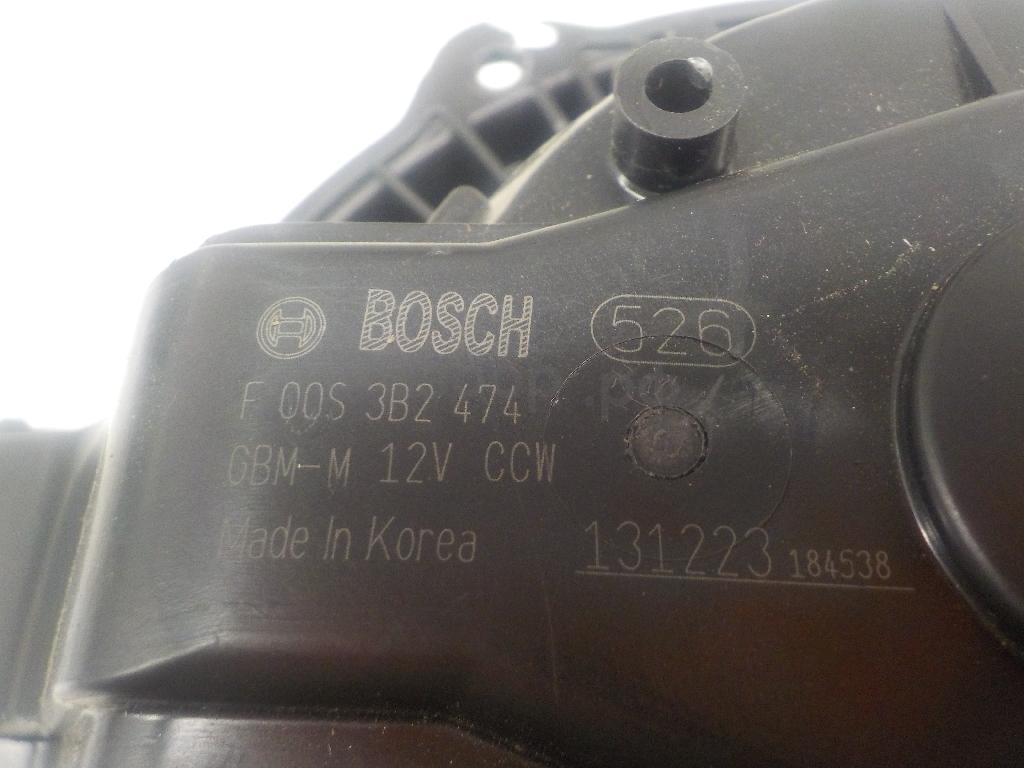 BOSCH 526
F 00S 3B2 474
GBM-M 12V CCW
Made In Korea 131223 184538